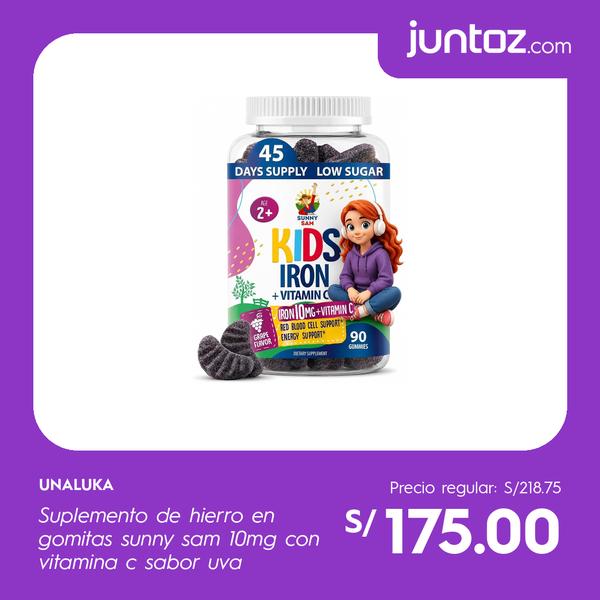 juntoz.com
45
DAYS SUPPLY LOW SUGAR
AGE
2+
SUNNY
SAM
KIDS
IRON
+ VITAMIN C
IRON 10MG + VITAMIN C
RED BLOOD CELL SUPPORT*
ENERGY SUPPORT*
GRAPE
FLAVOR
90
GUMMIES
DIETARY SUPPLEMENT
UNALUKA
Suplemento de hierro en
gomitas sunny sam 10mg con
vitamina c sabor uva
Precio regular: S/218.75
S/ 175.00